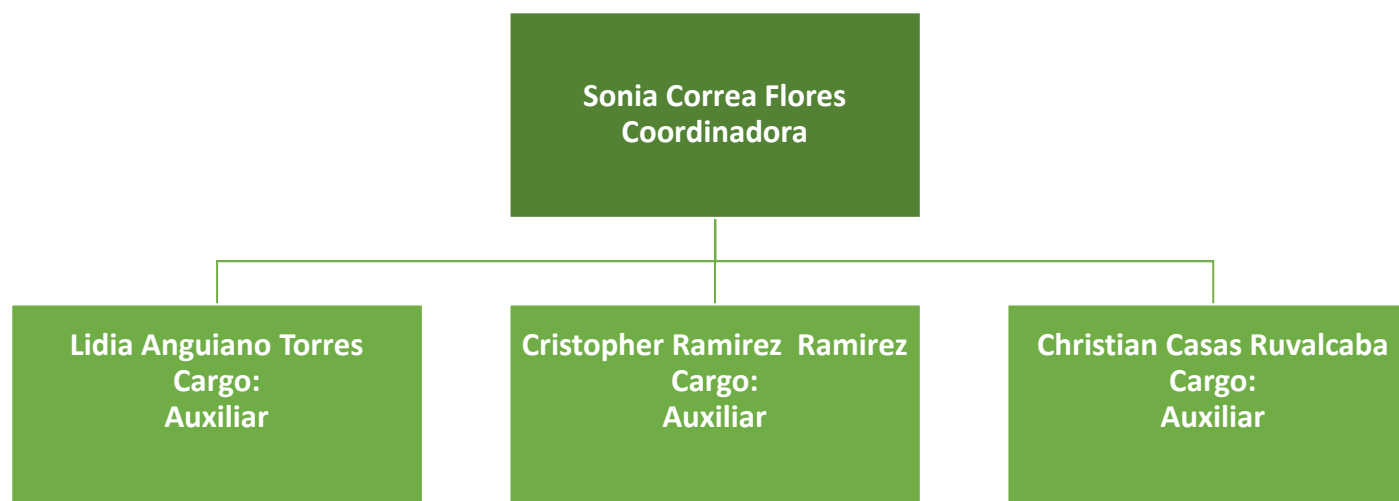 Sonia Correa Flores
Coordinadora
Lidia Anguiano Torres
Cargo:
Auxiliar
Cristopher Ramirez  Ramirez
Cargo:
Auxiliar
Christian Casas Ruvalcaba
Cargo:
Auxiliar